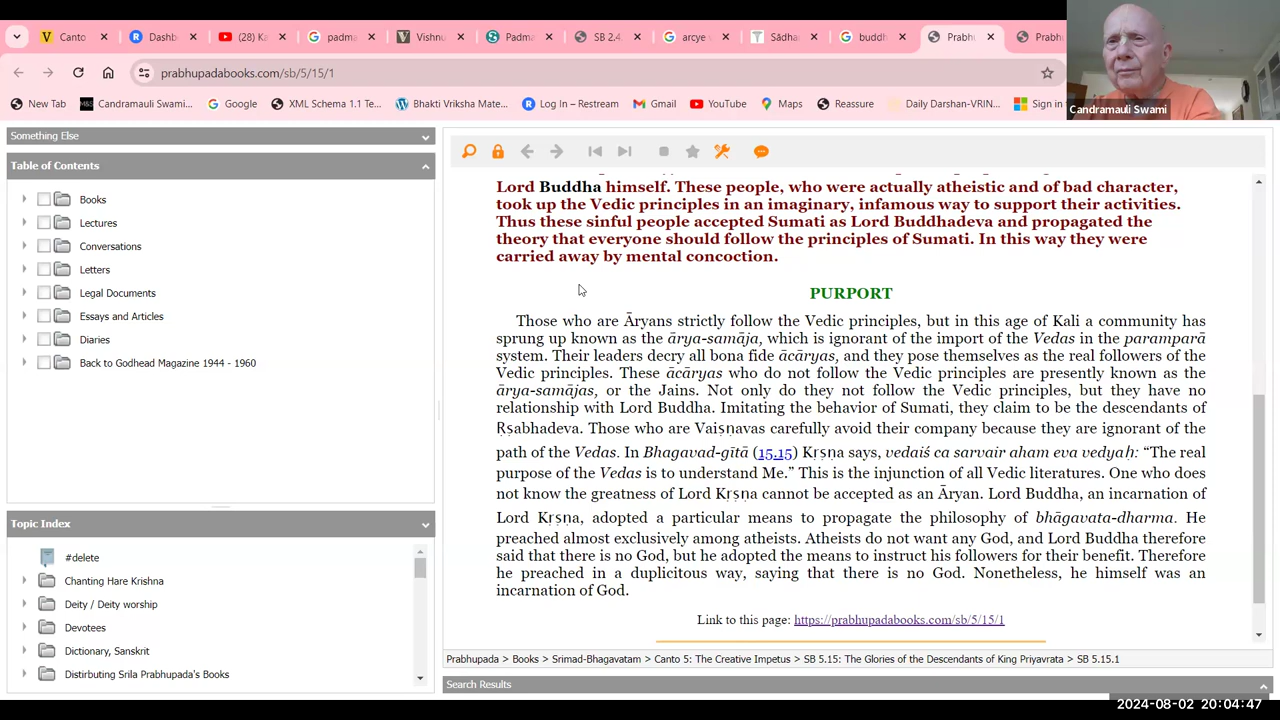 Canto
Dashb
(28) Ka
padma
Vishnu
Padma
SB 2.4.
arcye v
Sādha
buddh
Prabhu
Prabhu
prabhupadabooks.com/sb/5/15/1
New Tab
Candramauli Swami...
Google
XML Schema 1.1 Te...
Bhakti Vriksha Mate...
Log In – Restream
Gmail
YouTube
Maps
Reassure
Daily Darshan-VRIN...
Sign in
Candramauli Swami
Something Else
Table of Contents
Books
Lectures
Conversations
Letters
Legal Documents
Essays and Articles
Diaries
Back to Godhead Magazine 1944 - 1960
Topic Index
#delete
Chanting Hare Krishna
Deity / Deity worship
Devotees
Dictionary, Sanskrit
Distirbuting Srila Prabhupada's Books
Lord Buddha himself. These people, who were actually atheistic and of bad character,
took up the Vedic principles in an imaginary, infamous way to support their activities.
Thus these sinful people accepted Sumati as Lord Buddhadeva and propagated the
theory that everyone should follow the principles of Sumati. In this way they were
carried away by mental concoction.
PURPORT
Those who are Āryans strictly follow the Vedic principles, but in this age of Kali a community has
sprung up known as the ārya-samāja, which is ignorant of the import of the Vedas in the paramparā
system. Their leaders decry all bona fide ācāryas, and they pose themselves as the real followers of the
Vedic principles. These ācāryas who do not follow the Vedic principles are presently known as the
ārya-samājas, or the Jains. Not only do they not follow the Vedic principles, but they have no
relationship with Lord Buddha. Imitating the behavior of Sumati, they claim to be the descendants of
Ṛṣabhadeva. Those who are Vaiṣṇavas carefully avoid their company because they are ignorant of the
path of the Vedas. In Bhagavad-gītā (15.15) Kṛṣṇa says, vedaiś ca sarvair aham eva vedyaḥ: “The real
purpose of the Vedas is to understand Me.” This is the injunction of all Vedic literatures. One who does
not know the greatness of Lord Kṛṣṇa cannot be accepted as an Āryan. Lord Buddha, an incarnation of
Lord Kṛṣṇa, adopted a particular means to propagate the philosophy of bhāgavata-dharma. He
preached almost exclusively among atheists. Atheists do not want any God, and Lord Buddha therefore
said that there is no God, but he adopted the means to instruct his followers for their benefit. Therefore
he preached in a duplicitous way, saying that there is no God. Nonetheless, he himself was an
incarnation of God.
Link to this page: https://prabhupadabooks.com/sb/5/15/1
Prabhupada > Books > Srimad-Bhagavatam > Canto 5: The Creative Impetus > SB 5.15: The Glories of the Descendants of King Priyavrata > SB 5.15.1
Search Results
2024-08-02 20:04:47